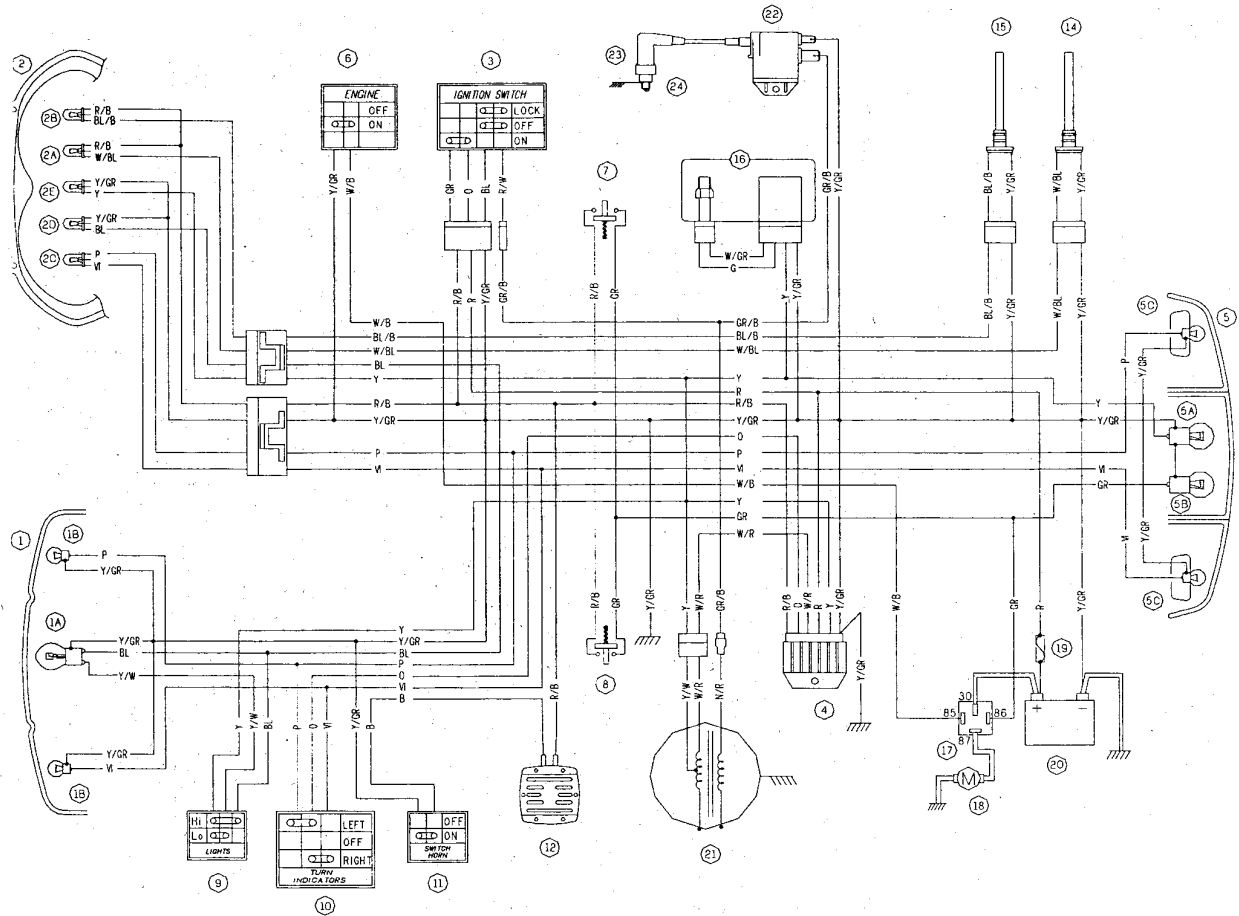 2
2B
R/B
BL/B
2A
R/B
W/BL
2E
Y/GR
Y
2D
Y/GR
BL
2C
P
VI
6
ENGINE
OFF
ON
Y/GR
W/B
3
IGNITION SWITCH
LOCK
OFF
ON
GR
O
BL
R/W
R/B
R
Y/GR
GR/B
7
R/B
GR
23
24
22
GR/B
Y/GR
16
W/GR
G
Y
Y/GR
15
BL/B
Y/GR
BL/B
Y/GR
14
W/BL
Y/GR
W/BL
Y/GR
W/B
BL/B
W/BL
BL
Y
R/B
Y/GR
P
VI
GR/B
BL/B
W/BL
Y
R
R/B
Y/GR
O
P
VI
W/B
Y
GR
W/R
5C
5
P
Y/GR
Y
Y/GR
5A
VI
GR
5B
VI
Y/GR
5C
1
1B
P
Y/GR
1A
Y/GR
BL
Y/W
Y/GR
VI
1B
Y
Y/GR
BL
P
O
VI
B
Y
Y/W
BL
P
O
VI
Y/GR
B
Hi
Lo
LIGHTS
9
LEFT
OFF
RIGHT
TURN
INDICATORS
10
OFF
ON
SWITCH
HORN
11
R/B
12
R/B
GR
8
Y/GR
Y
W/R
GR/B
Y/W
W/R
N/R
21
R/B
O
W/R
R
Y
Y/GR
Y/GR
4
W/B
GR
R
Y/GR
19
30
85
86
87
17
M
18
+
-
20